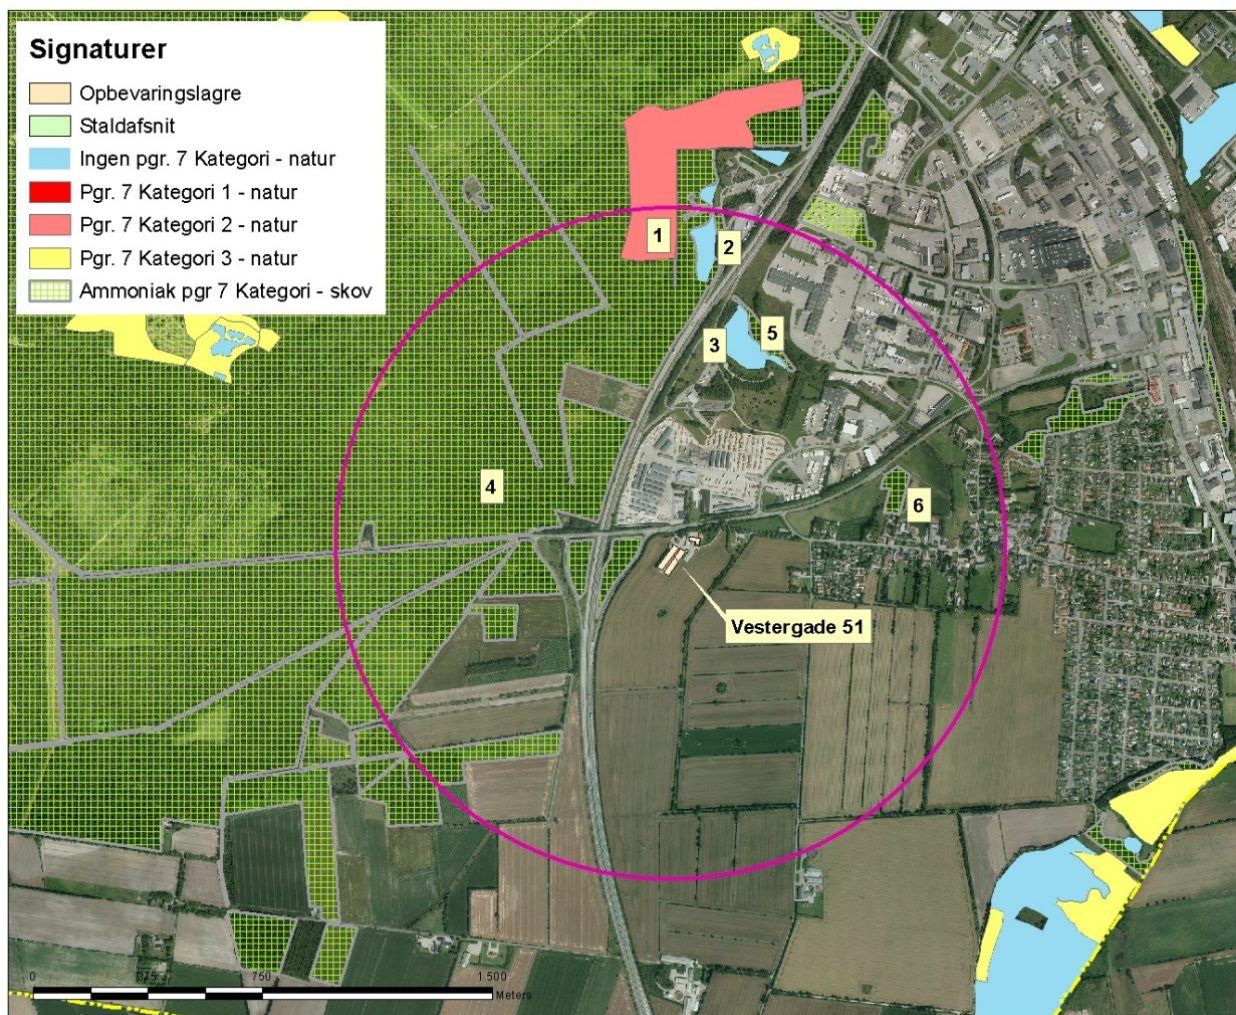 Signaturer
Opbevaringslagre
Staldafsnit
Ingen pgr. 7 Kategori - natur
Pgr. 7 Kategori 1 - natur
Pgr. 7 Kategori 2 - natur
Pgr. 7 Kategori 3 - natur
Ammoniak pgr 7 Kategori - skov
1
2
3
5
4
6
Vestergade 51
0 375 750 1.500
Meters